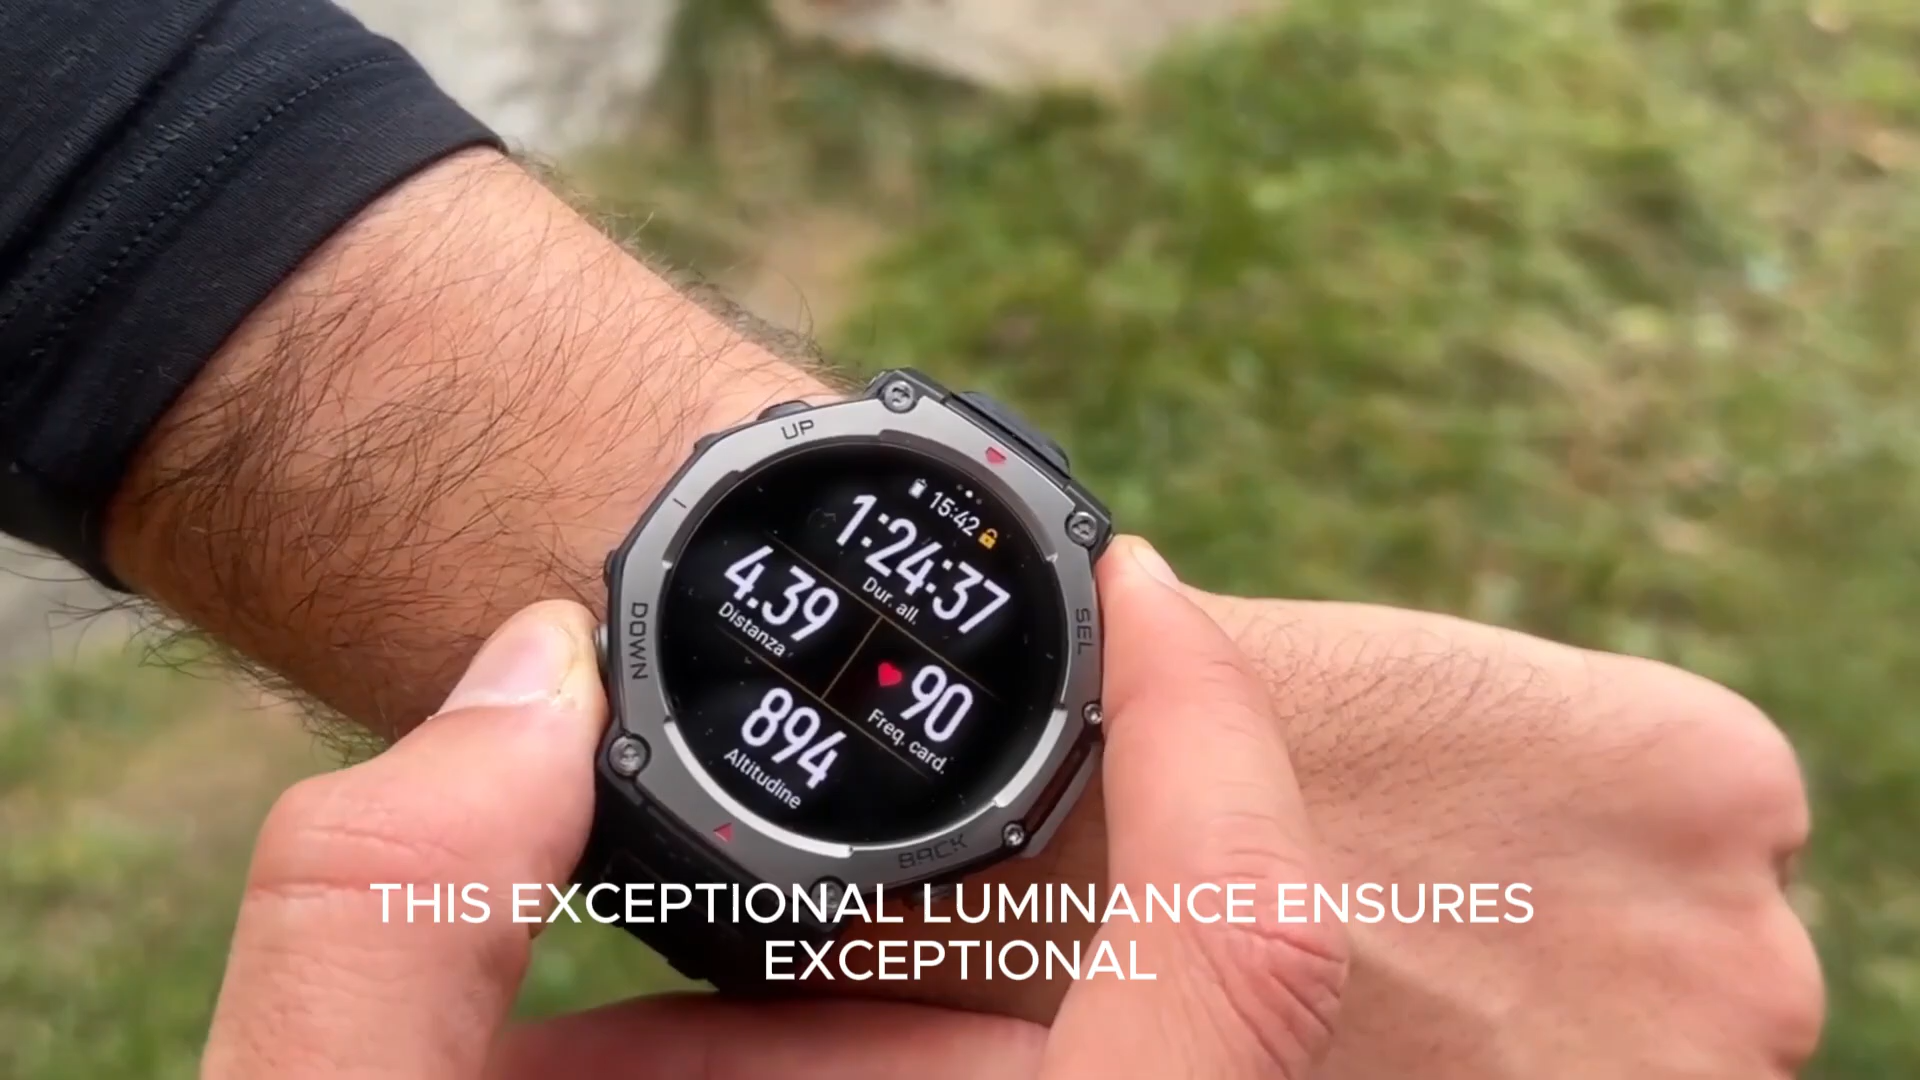 UP
15:42
1:24:37
Dur. all.
4.39
Distanza
90
Freq. card.
894
Altitudine
DOWN
SEL
BACK
THIS EXCEPTIONAL LUMINANCE ENSURES
EXCEPTIONAL